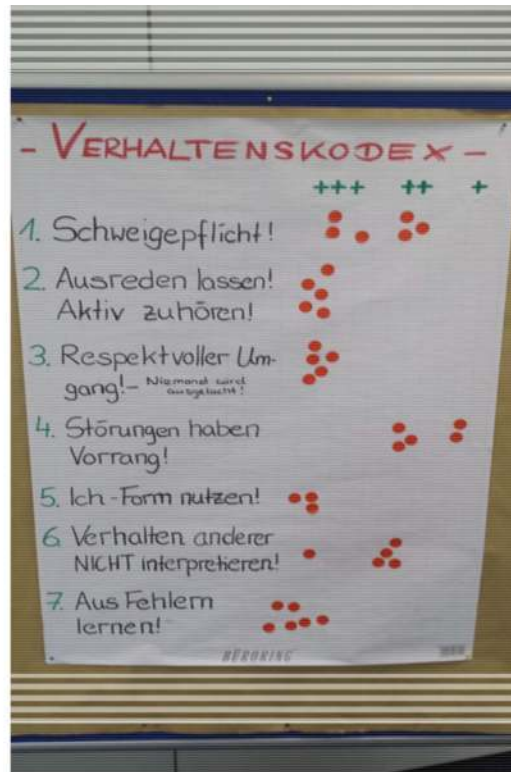 - VERHALTENSKODEX -
+++ ++ +
1. Schweigepflicht!
2. Ausreden lassen!
Aktiv zuhören!
3. Respektvoller Um-
gang! - Niemand wird
ausgelacht!
4. Störungen haben
Vorrang!
5. Ich-Form nutzen!
6. Verhalten anderer
NICHT interpretieren!
7. Aus Fehlern
lernen!
BÜRORING